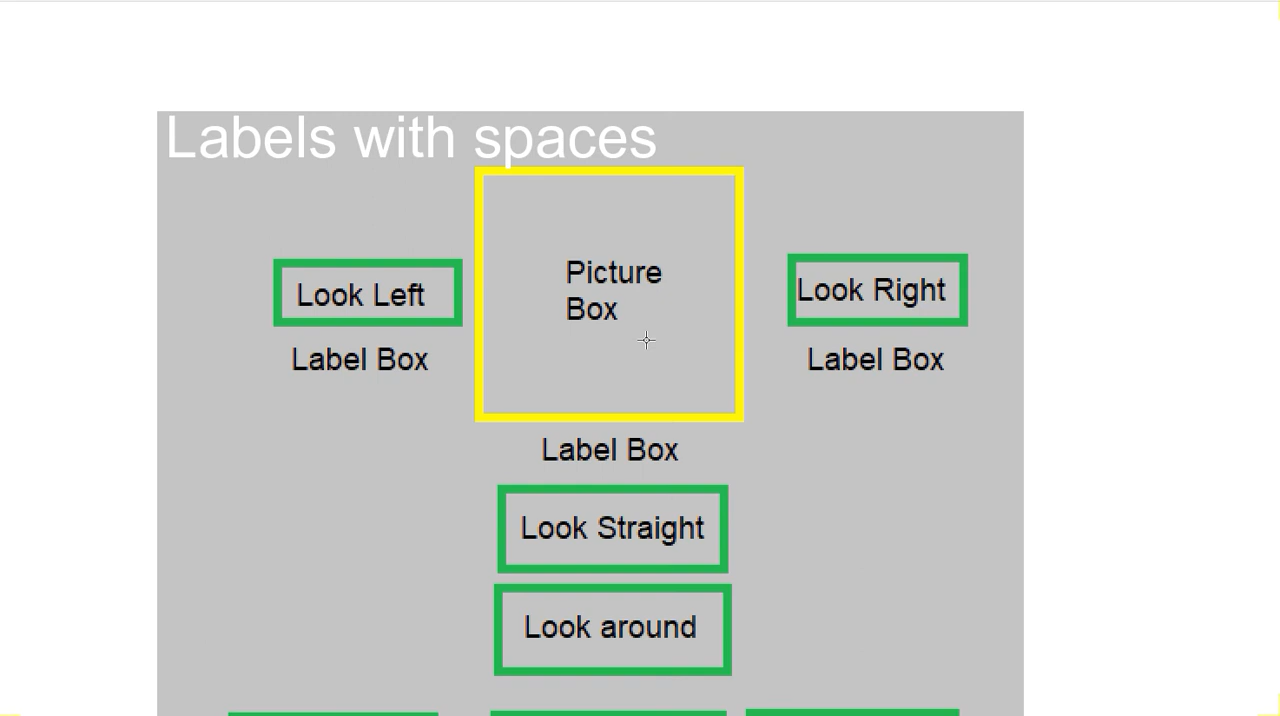 Labels with spaces
Picture
Box
Look Left
Look Right
Label Box
Label Box
Label Box
Look Straight
Look around